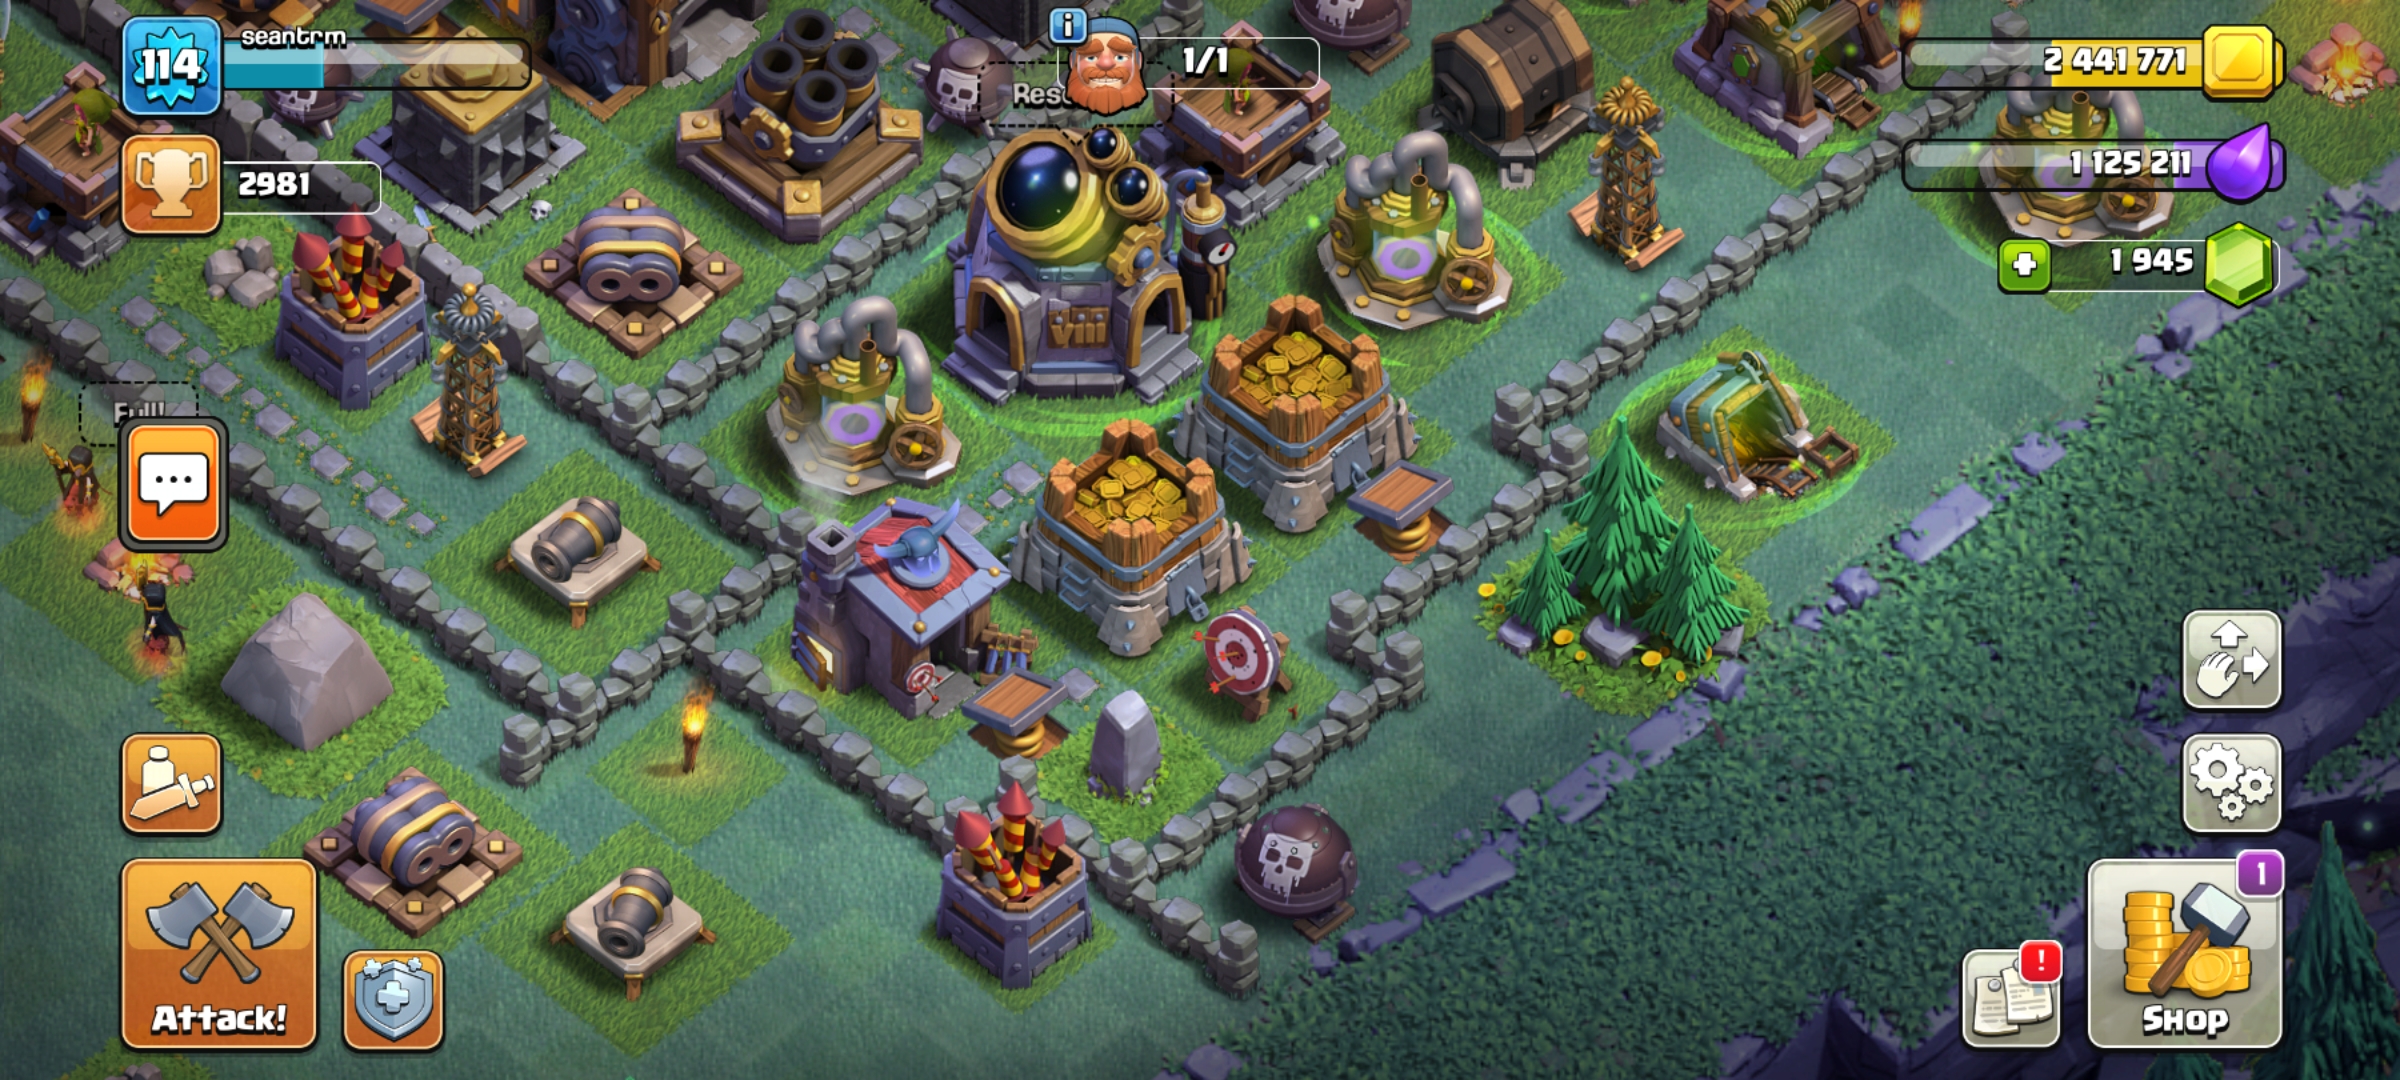 114
seantrm
1/1
2 441 771
Res
2981
1 125 211
1 945
VIII
Full!
1
!
Attack!
Shop